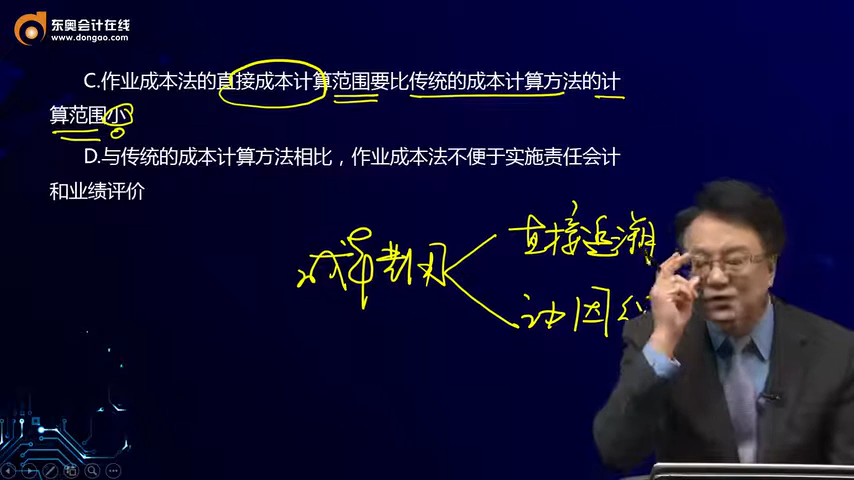 东奥会计在线
www.dongao.com
C.作业成本法的直接成本计算范围要比传统的成本计算方法的计
算范围小
D.与传统的成本计算方法相比，作业成本法不便于实施责任会计
和业绩评价
直接追溯
动因分